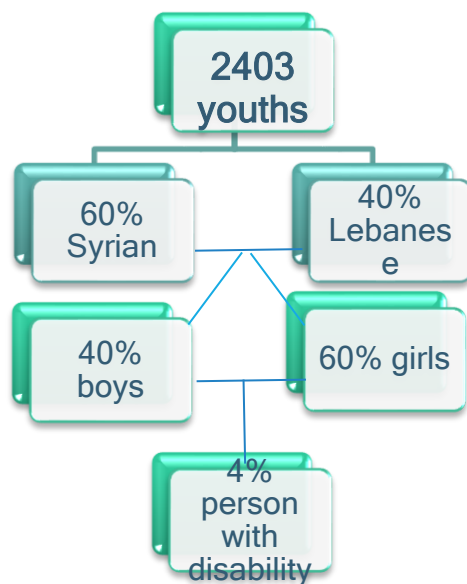 2403
youths
60%
Syrian
40%
Lebanes
e
40%
boys
60% girls
4%
person
with
disability